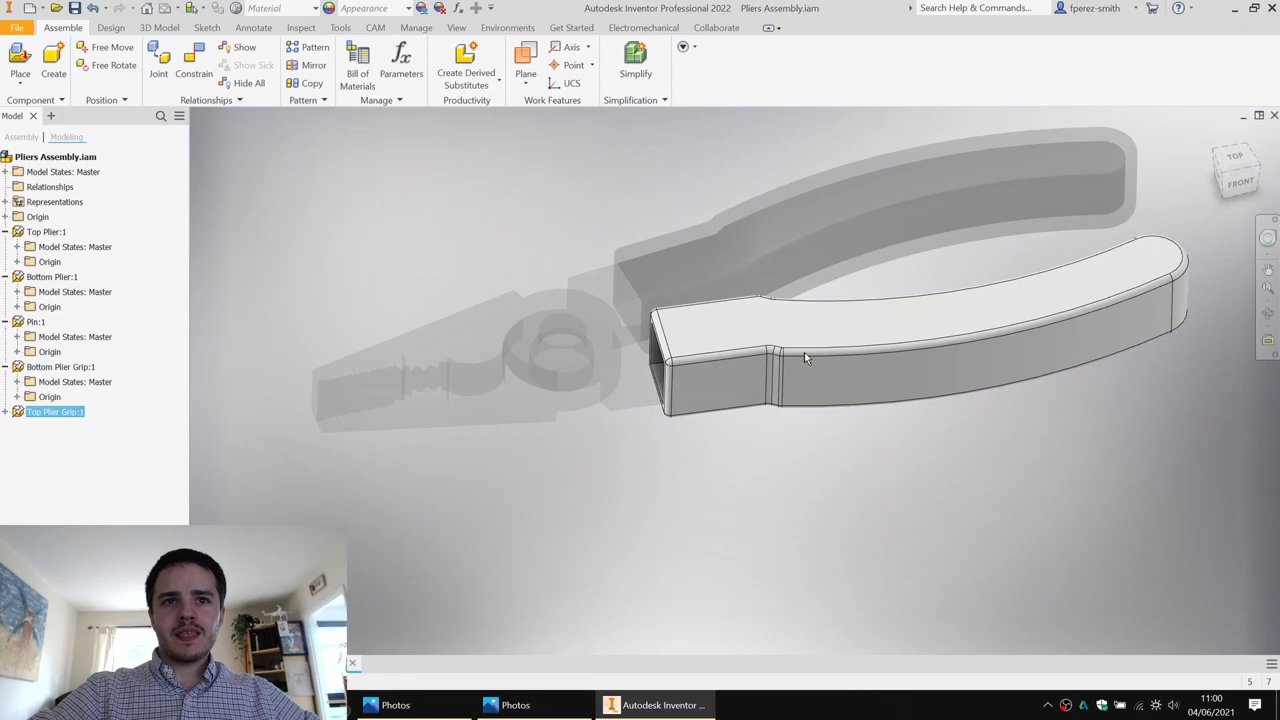 Material
Appearance
Autodesk Inventor Professional 2022 Pliers Assembly.iam
Search Help & Commands...
fperez-smith
File
Assemble
Design
3D Model
Sketch
Annotate
Inspect
Tools
CAM
Manage
View
Environments
Get Started
Electromechanical
Collaborate
Place
Create
Free Move
Free Rotate
Joint
Constrain
Show
Show Sick
Hide All
Pattern
Mirror
Copy
Bill of
Materials
Parameters
Create Derived
Substitutes
Plane
Axis
Point
UCS
Simplify
Component
Position
Relationships
Pattern
Manage
Productivity
Work Features
Simplification
Model
Assembly
Modeling
Pliers Assembly.iam
Model States: Master
Relationships
Representations
Origin
Top Plier:1
Model States: Master
Origin
Bottom Plier:1
Model States: Master
Origin
Pin:1
Model States: Master
Origin
Bottom Plier Grip:1
Model States: Master
Origin
Top Plier Grip:1
TOP
FRONT
5 7
Photos
Photos
Autodesk Inventor ...
11:00
04/06/2021